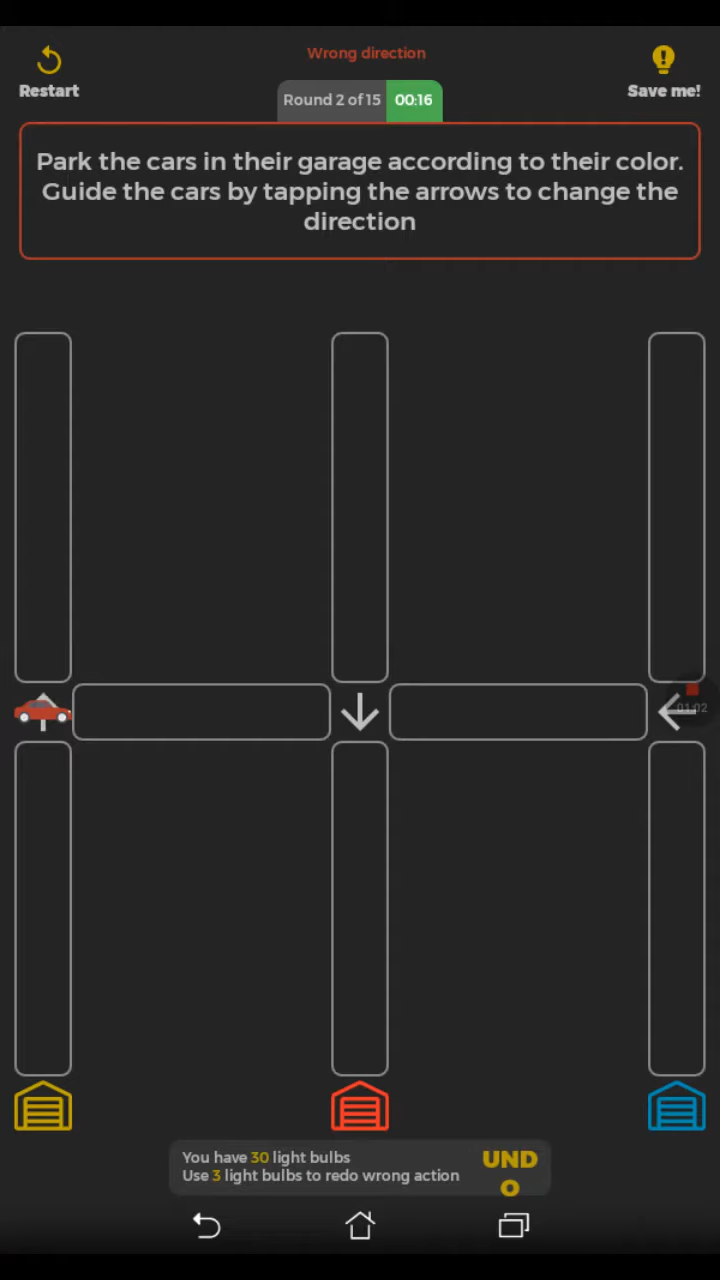 Wrong direction
Restart
Save me!
Round 2 of 15
00:16
Park the cars in their garage according to their color.
Guide the cars by tapping the arrows to change the
direction
01:02
You have 30 light bulbs
Use 3 light bulbs to redo wrong action
UND
O